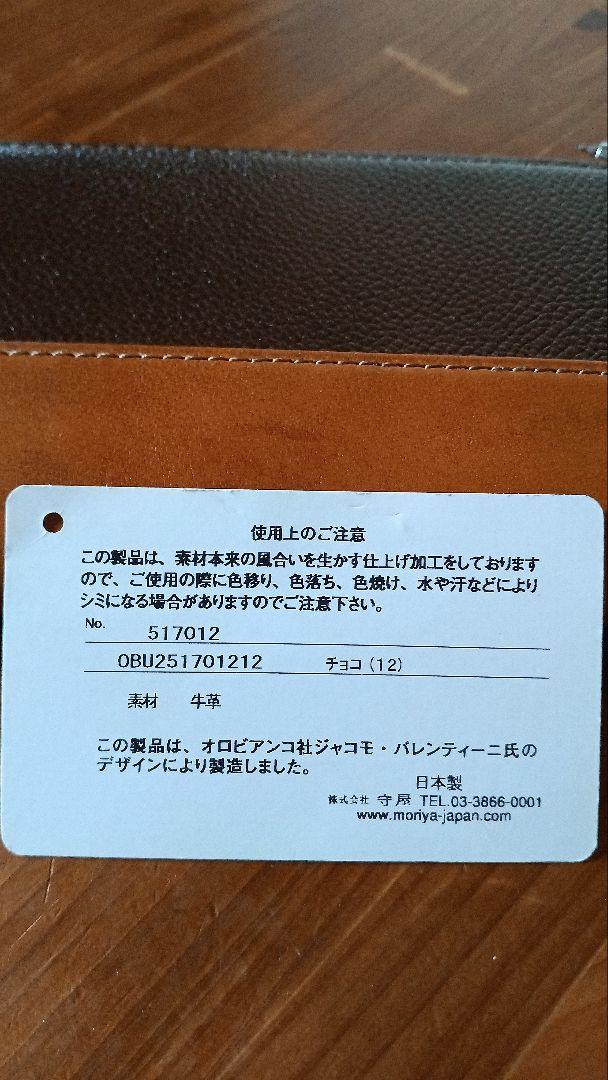 使用上のご注意
この製品は、素材本来の風合いを生かす仕上げ加工をしております
ので、ご使用の際に色移り、色落ち、色焼け、水や汗などにより
シミになる場合がありますのでご注意下さい。
No. 517012
OBU251701212 チョコ(12)
素材 牛革
この製品は、オロビアンコ社ジャコモ・バレンティーニ氏の
デザインにより製造しました。
日本製
株式会社 守屋 TEL.03-3866-0001
www.moriya-japan.com